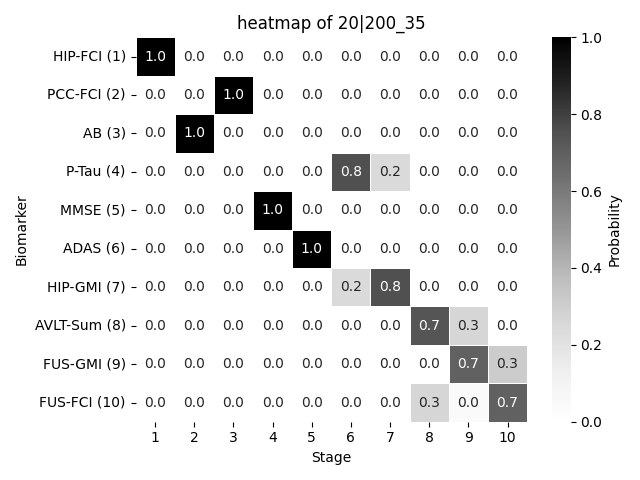 heatmap of 20|200_35
HIP-FCI (1) 1.0 0.0 0.0 0.0 0.0 0.0 0.0 0.0 0.0 0.0
PCC-FCI (2) 0.0 0.0 1.0 0.0 0.0 0.0 0.0 0.0 0.0 0.0
AB (3) 0.0 1.0 0.0 0.0 0.0 0.0 0.0 0.0 0.0 0.0
P-Tau (4) 0.0 0.0 0.0 0.0 0.0 0.8 0.2 0.0 0.0 0.0
MMSE (5) 0.0 0.0 0.0 1.0 0.0 0.0 0.0 0.0 0.0 0.0
ADAS (6) 0.0 0.0 0.0 0.0 1.0 0.0 0.0 0.0 0.0 0.0
HIP-GMI (7) 0.0 0.0 0.0 0.0 0.0 0.2 0.8 0.0 0.0 0.0
AVLT-Sum (8) 0.0 0.0 0.0 0.0 0.0 0.0 0.0 0.7 0.3 0.0
FUS-GMI (9) 0.0 0.0 0.0 0.0 0.0 0.0 0.0 0.0 0.7 0.3
FUS-FCI (10) 0.0 0.0 0.0 0.0 0.0 0.0 0.0 0.3 0.0 0.7
1 2 3 4 5 6 7 8 9 10
Stage
Biomarker
1.0
0.8
0.6
0.4
0.2
0.0
Probability